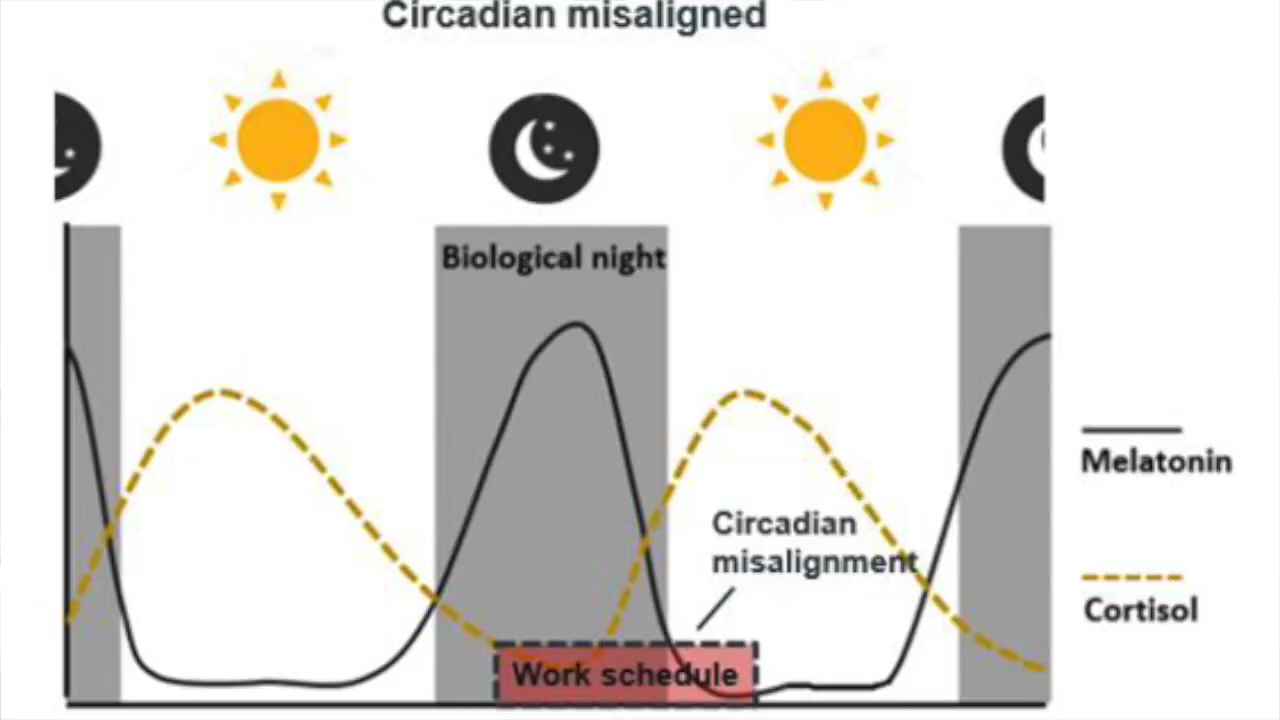 Circadian misaligned
Biological night
Circadian
misalignment
Melatonin
Cortisol
Work schedule